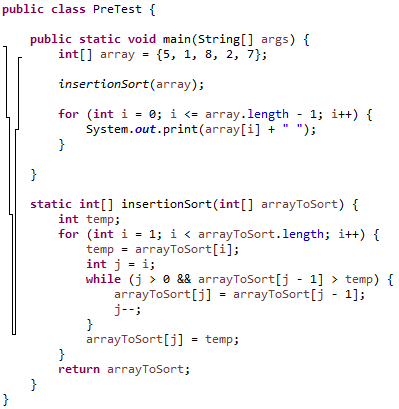 public class PreTest {
public static void main(String[] args) {
int[] array = {5, 1, 8, 2, 7};
insertionSort(array);
for (int i = 0; i <= array.length - 1; i++) {
System.out.print(array[i] + " ");
}
}
static int[] insertionSort(int[] arrayToSort) {
int temp;
for (int i = 1; i < arrayToSort.length; i++) {
temp = arrayToSort[i];
int j = i;
while (j > 0 && arrayToSort[j - 1] > temp) {
arrayToSort[j] = arrayToSort[j - 1];
j--;
}
arrayToSort[j] = temp;
}
return arrayToSort;
}
}